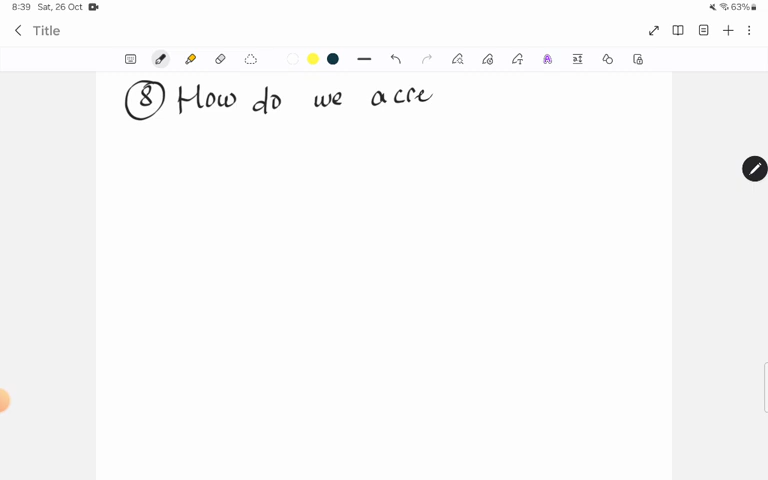 8:39 Sat, 26 Oct 63%
Title
⑧ How do we acre